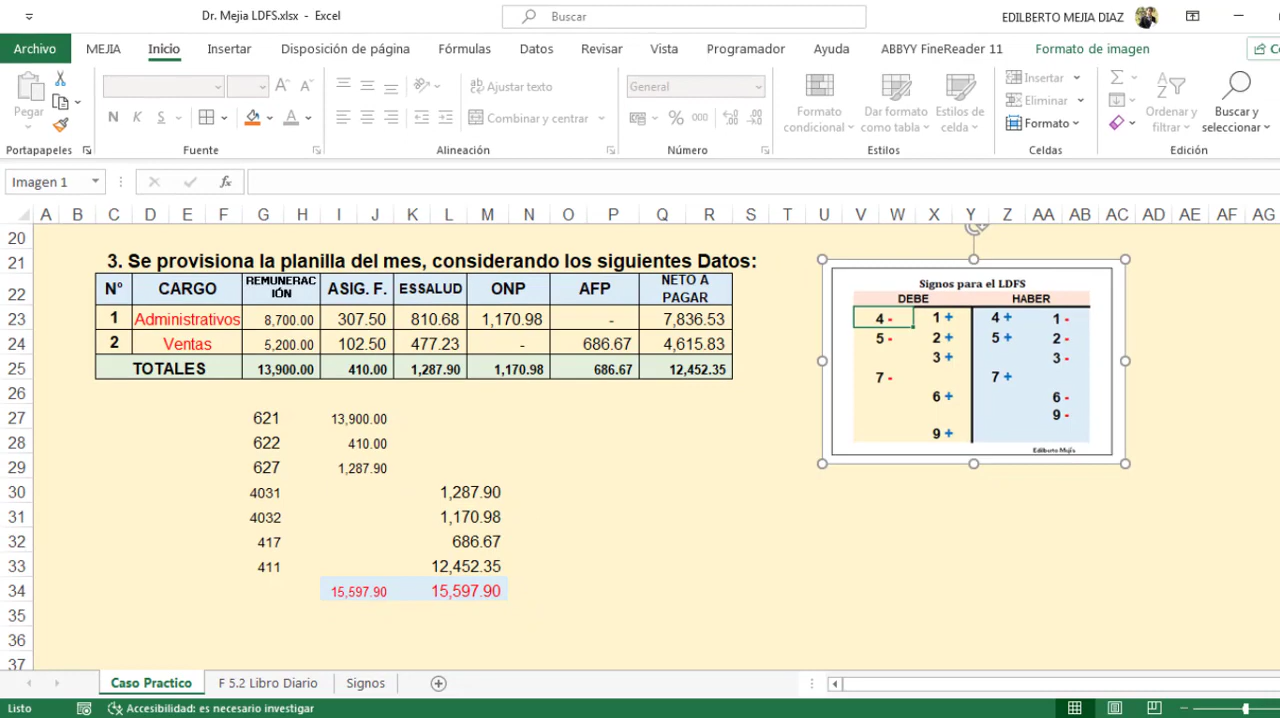 Dr. Mejia LDFS.xlsx - Excel
Buscar
EDILBERTO MEJIA DIAZ
Archivo MEJIA Inicio Insertar Disposición de página Fórmulas Datos Revisar Vista Programador Ayuda ABBYY FineReader 11 Formato de imagen
Pegar
N K S
Ajustar texto
Combinar y centrar
General
% 000
Formato condicional
Dar formato como tabla
Estilos de celda
Insertar
Eliminar
Formato
Ordenar y filtrar
Buscar y seleccionar
Portapapeles Fuente Alineación Número Estilos Celdas Edición
Imagen 1 fx
A B C D E F G H I J K L M N O P Q R S T U V W X Y Z AA AB AC AD AE AF AG
20
21 3. Se provisiona la planilla del mes, considerando los siguientes Datos:
22 N° CARGO REMUNERACIÓN ASIG. F. ESSALUD ONP AFP NETO A PAGAR
23 1 Administrativos 8,700.00 307.50 810.68 1,170.98 - 7,836.53
24 2 Ventas 5,200.00 102.50 477.23 - 686.67 4,615.83
25 TOTALES 13,900.00 410.00 1,287.90 1,170.98 686.67 12,452.35
26
27 621 13,900.00
28 622 410.00
29 627 1,287.90
30 4031 1,287.90
31 4032 1,170.98
32 417 686.67
33 411 12,452.35
34 15,597.90 15,597.90
35
36
37
Signos para el LDFS
DEBE HABER
4 - 1 + 4 + 1 -
5 - 2 + 5 + 2 -
3 + 3 -
7 - 7 +
6 + 6 -
9 + 9 -
Edilberto Mejía
Caso Practico F 5.2 Libro Diario Signos
Listo Accesibilidad: es necesario investigar